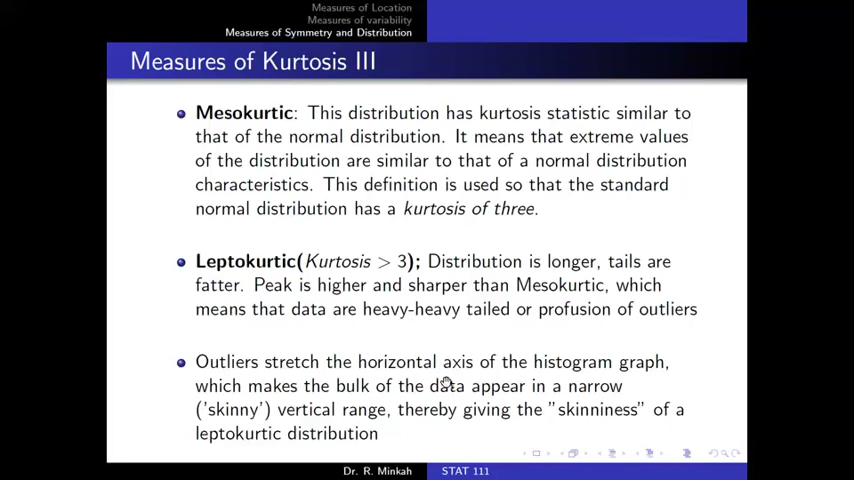 Measures of Location
Measures of variability
Measures of Symmetry and Distribution
Measures of Kurtosis III
Mesokurtic: This distribution has kurtosis statistic similar to
that of the normal distribution. It means that extreme values
of the distribution are similar to that of a normal distribution
characteristics. This definition is used so that the standard
normal distribution has a kurtosis of three.
Leptokurtic(Kurtosis > 3); Distribution is longer, tails are
fatter. Peak is higher and sharper than Mesokurtic, which
means that data are heavy-heavy tailed or profusion of outliers
Outliers stretch the horizontal axis of the histogram graph,
which makes the bulk of the data appear in a narrow
('skinny') vertical range, thereby giving the "skinniness" of a
leptokurtic distribution
Dr. R. Minkah
STAT 111